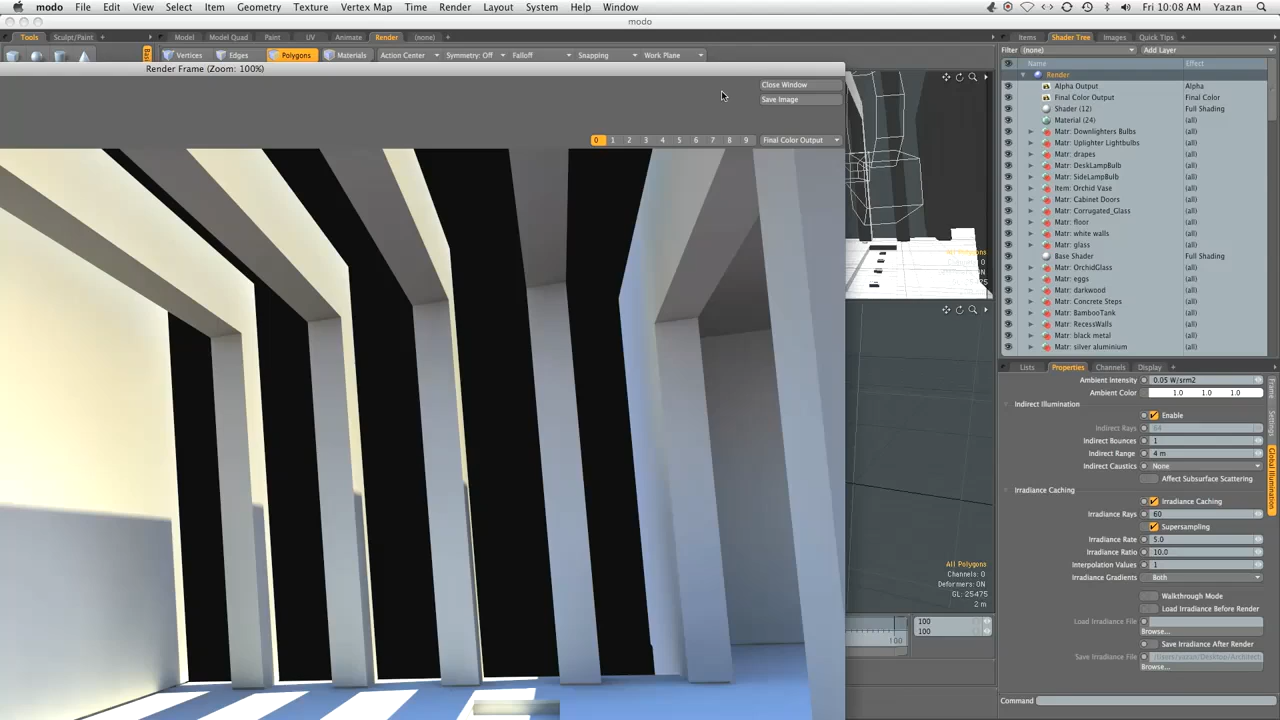 modo File Edit View Select Item Geometry Texture Vertex Map Time Render Layout System Help Window Fri 10:08 AM Yazan
modo
Tools Sculpt/Paint + Model Model Quad Paint UV Animate Render (none) + Items Shader Tree Images Quick Tips +
Vertices Edges Polygons Materials Action Center Symmetry: Off Falloff Snapping Work Plane Filter (none) Add Layer
Name Effect
Render Frame (Zoom: 100%)
Close Window
Save Image
0 1 2 3 4 5 6 7 8 9 Final Color Output
Render
Alpha Output Alpha
Final Color Output Final Color
Shader (12) Full Shading
Material (24) (all)
Matr: Downlighters Bulbs (all)
Matr: Uplighter Lightbulbs (all)
Matr: drapes (all)
Matr: DeskLampBulb (all)
Matr: SideLampBulb (all)
Item: Orchid Vase (all)
Matr: Cabinet Doors (all)
Matr: Corrugated_Glass (all)
Matr: floor (all)
Matr: white walls (all)
Matr: glass (all)
Base Shader Full Shading
Matr: OrchidGlass (all)
Matr: eggs (all)
Matr: darkwood (all)
Matr: Concrete Steps (all)
Matr: BambooTank (all)
Matr: RecessWalls (all)
Matr: black metal (all)
Matr: silver aluminium (all)
Lists Properties Channels Display +
Ambient Intensity 0.05 W/srm2
Ambient Color 1.0 1.0 1.0
Indirect Illumination
Enable
Indirect Rays 64
Indirect Bounces 1
Indirect Range 4 m
Indirect Caustics None
Affect Subsurface Scattering
Irradiance Caching
Irradiance Caching
Irradiance Rays 60
Supersampling
Irradiance Rate 5.0
Irradiance Ratio 10.0
Interpolation Values 1
Irradiance Gradients Both
Walkthrough Mode
Load Irradiance Before Render
Load Irradiance File
Browse...
Save Irradiance After Render
Save Irradiance File
Browse...
Command
Frame
Settings
Global Illumination
All Polygons
Channels: 0
Deformers: ON
GL: 25475
2 m
100
100
100